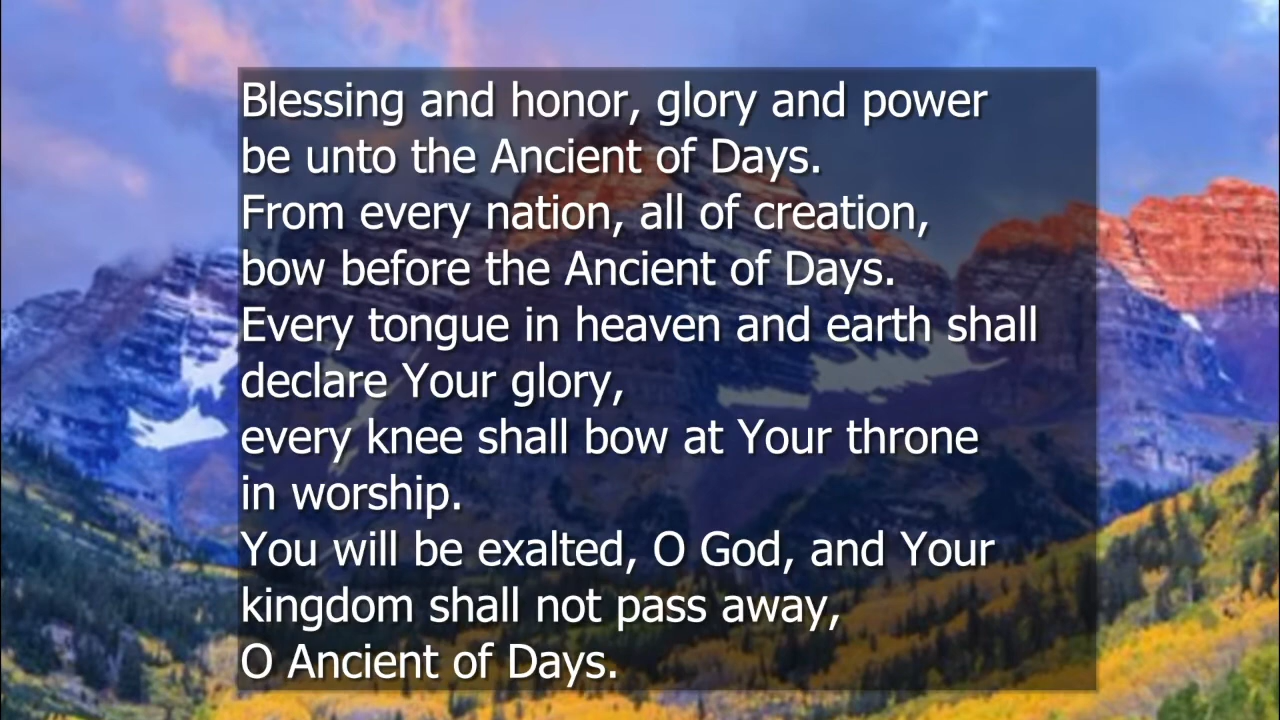 Blessing and honor, glory and power
be unto the Ancient of Days.
From every nation, all of creation,
bow before the Ancient of Days.
Every tongue in heaven and earth shall
declare Your glory,
every knee shall bow at Your throne
in worship.
You will be exalted, O God, and Your
kingdom shall not pass away,
O Ancient of Days.